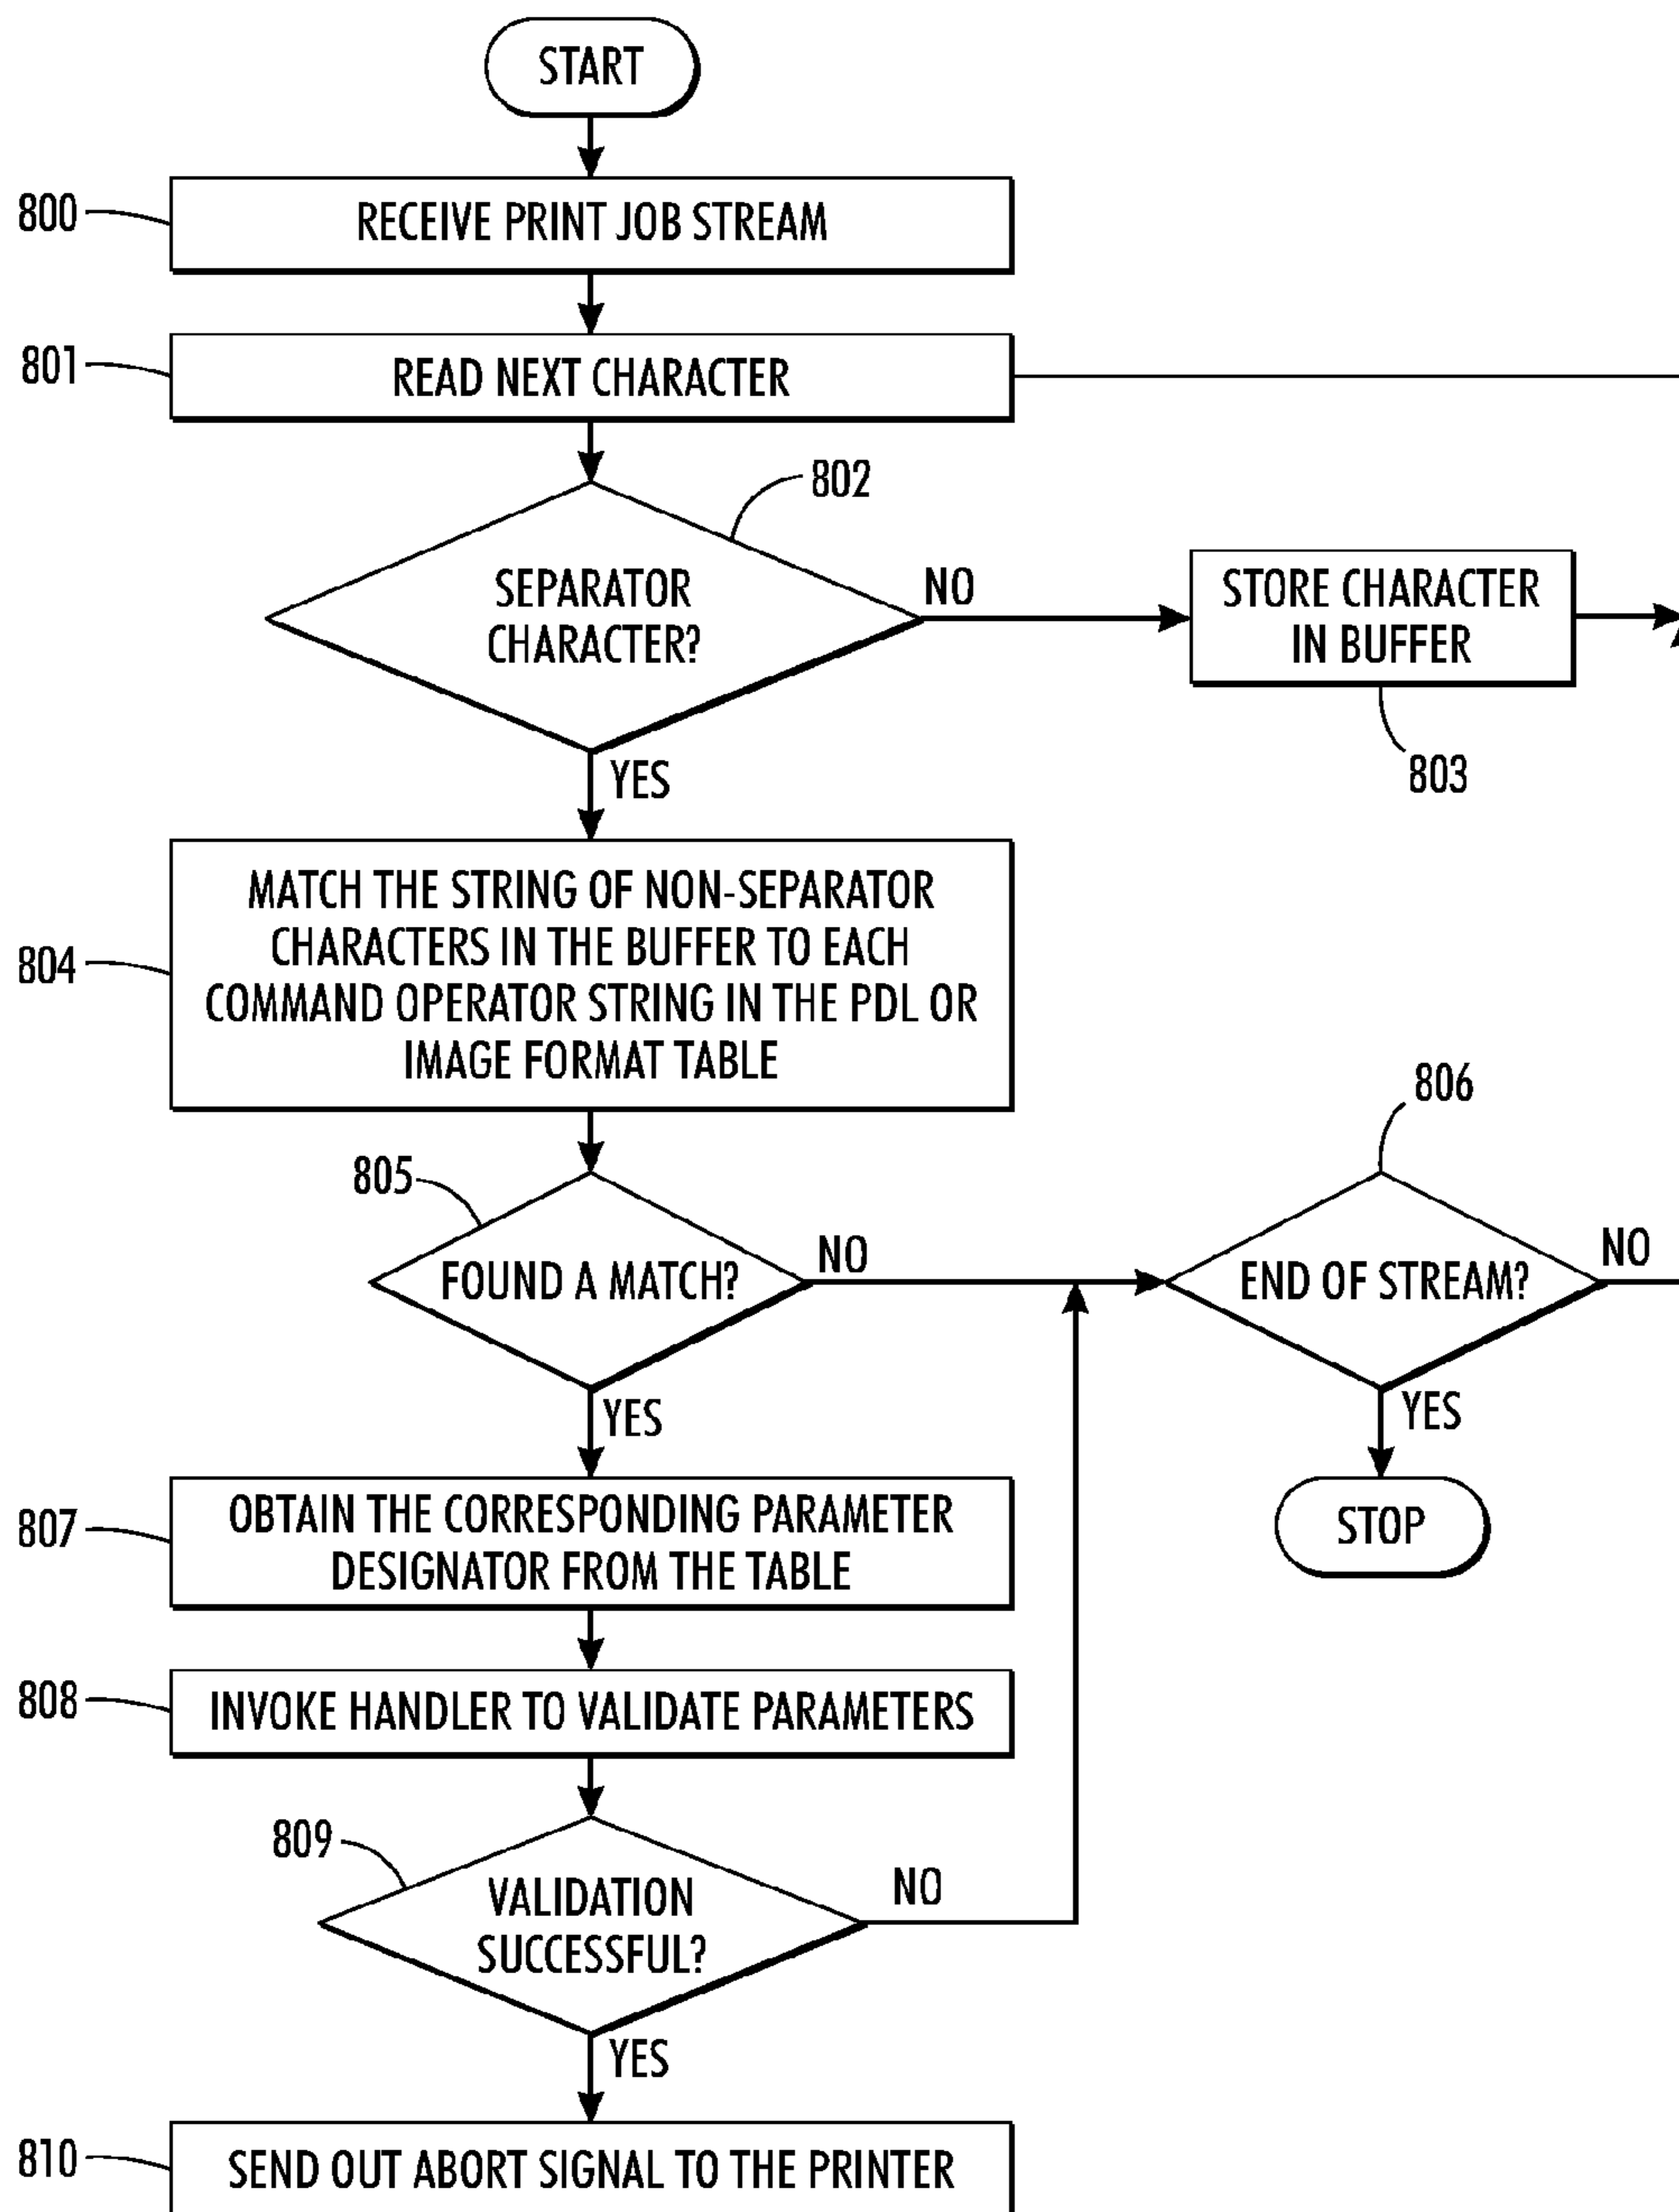 START
800
RECEIVE PRINT JOB STREAM
801
READ NEXT CHARACTER
802
SEPARATOR
CHARACTER?
NO
STORE CHARACTER
IN BUFFER
803
YES
804
MATCH THE STRING OF NON-SEPARATOR
CHARACTERS IN THE BUFFER TO EACH
COMMAND OPERATOR STRING IN THE PDL OR
IMAGE FORMAT TABLE
805
FOUND A MATCH?
NO
806
END OF STREAM?
NO
YES
YES
STOP
807
OBTAIN THE CORRESPONDING PARAMETER
DESIGNATOR FROM THE TABLE
808
INVOKE HANDLER TO VALIDATE PARAMETERS
809
VALIDATION
SUCCESSFUL?
NO
YES
810
SEND OUT ABORT SIGNAL TO THE PRINTER